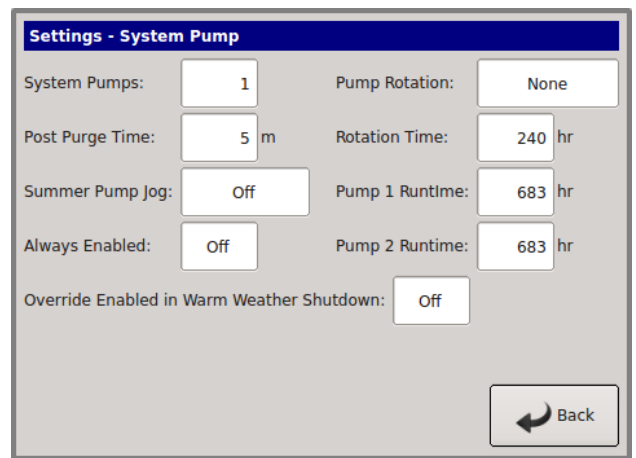 Settings - System Pump
System Pumps: 1 Pump Rotation: None
Post Purge Time: 5 m Rotation Time: 240 hr
Summer Pump Jog: Off Pump 1 RuntIme: 683 hr
Always Enabled: Off Pump 2 Runtime: 683 hr
Override Enabled in Warm Weather Shutdown: Off
Back